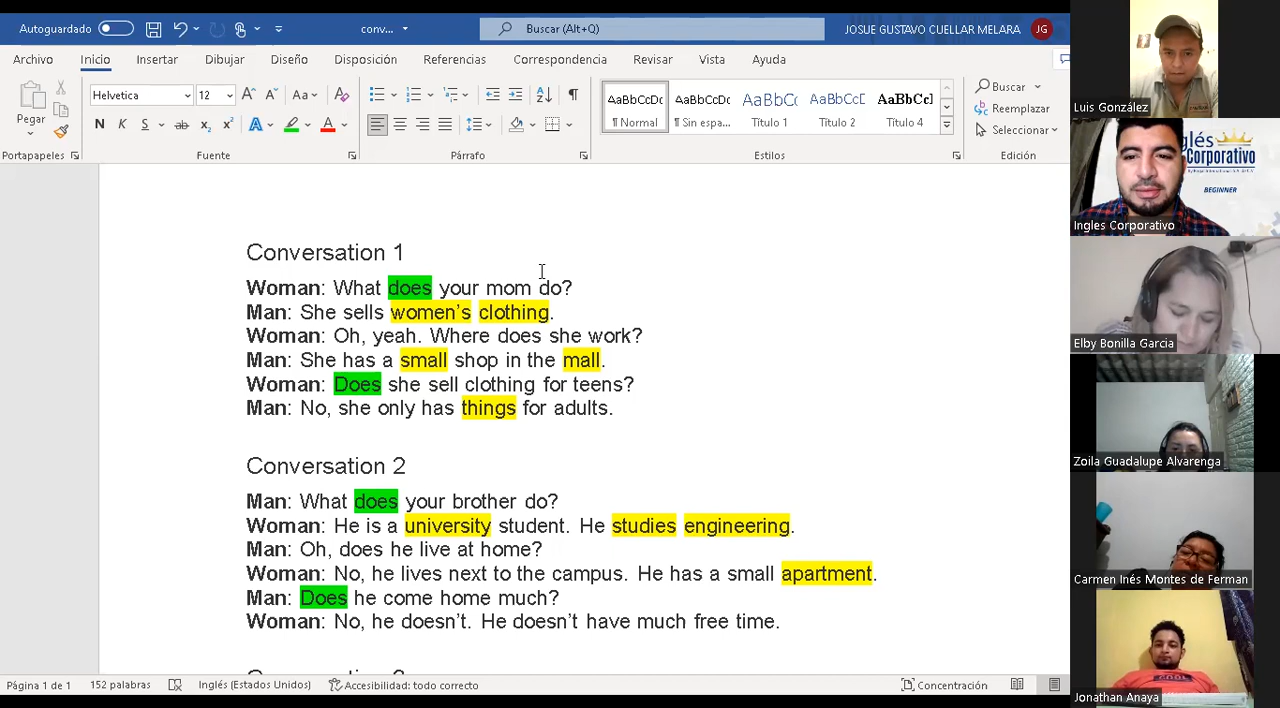 Autoguardado
conv...
Buscar (Alt+Q)
JOSUE GUSTAVO CUELLAR MELARA
JG
Archivo Inicio Insertar Dibujar Diseño Disposición Referencias Correspondencia Revisar Vista Ayuda
Pegar
Helvetica 12
Aa
N K S ab x₂ x² A A
AaBbCcDc AaBbCcDc AaBbCc AaBbCcD AaBbCcI
¶ Normal ¶ Sin espa... Título 1 Título 2 Título 4
Buscar
Reemplazar
Seleccionar
Portapapeles Fuente Párrafo Estilos Edición
Conversation 1
Woman: What does your mom do?
Man: She sells women's clothing.
Woman: Oh, yeah. Where does she work?
Man: She has a small shop in the mall.
Woman: Does she sell clothing for teens?
Man: No, she only has things for adults.
Conversation 2
Man: What does your brother do?
Woman: He is a university student. He studies engineering.
Man: Oh, does he live at home?
Woman: No, he lives next to the campus. He has a small apartment.
Man: Does he come home much?
Woman: No, he doesn't. He doesn't have much free time.
Página 1 de 1 152 palabras Inglés (Estados Unidos) Accesibilidad: todo correcto Concentración
Luis González
glés
Corporativo
BEGINNER
Ingles Corporativo
Elby Bonilla Garcia
Zoila Guadalupe Alvarenga
Carmen Inés Montes de Ferman
COOL
Jonathan Anaya